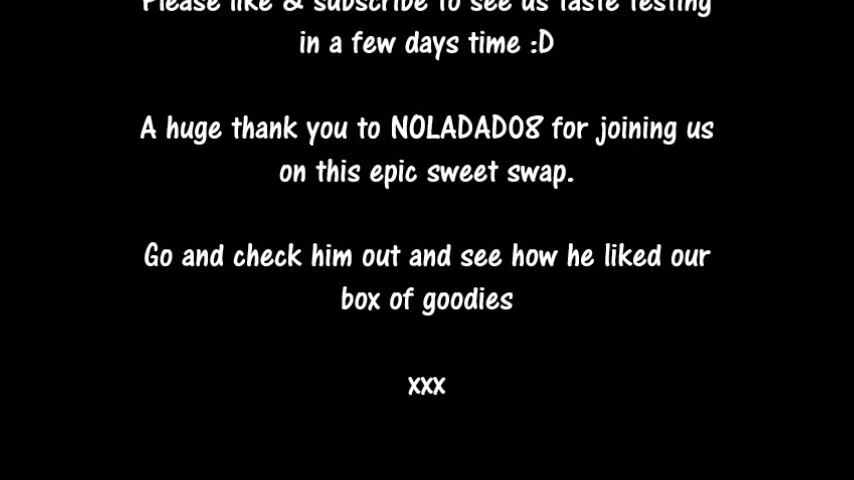 Please like & subscribe to see us taste testing
in a few days time :D
A huge thank you to NOLADAD08 for joining us
on this epic sweet swap.
Go and check him out and see how he liked our
box of goodies
xxx